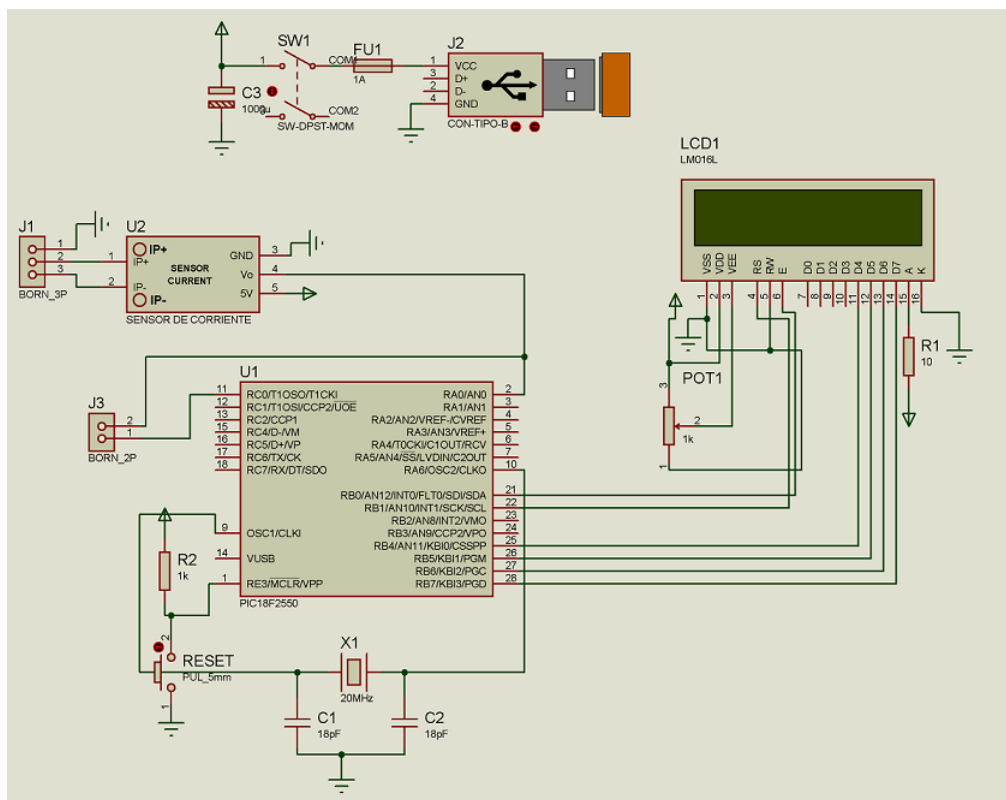 SW1
1
COM1
COM2
SW-DPST-MOM
C3
1000u
FU1
1A
J2
1 VCC
3 D+
2 D-
4 GND
CON-TIPO-B
LCD1
LM016L
VSS
VDD
VEE
RS
RW
E
D0
D1
D2
D3
D4
D5
D6
D7
A
K
1
2
3
4
5
6
7
8
9
10
11
12
13
14
15
16
R1
10
POT1
3
2
1
1k
J1
1
2
3
BORN_3P
U2
IP+
1 IP+
2 IP-
IP-
SENSOR
CURRENT
GND 3
Vo 4
5V 5
SENSOR DE CORRIENTE
J3
2
1
BORN_2P
U1
11 RC0/T1OSO/T1CKI
12 RC1/T1OSI/CCP2/UOE
13 RC2/CCP1
15 RC4/D-/VM
16 RC5/D+/VP
17 RC6/TX/CK
18 RC7/RX/DT/SDO
9 OSC1/CLKI
14 VUSB
1 RE3/MCLR/VPP
RA0/AN0 2
RA1/AN1 3
RA2/AN2/VREF-/CVREF 4
RA3/AN3/VREF+ 5
RA4/T0CKI/C1OUT/RCV 6
RA5/AN4/SS/LVDIN/C2OUT 7
RA6/OSC2/CLKO 10
RB0/AN12/INT0/FLT0/SDI/SDA 21
RB1/AN10/INT1/SCK/SCL 22
RB2/AN8/INT2/VMO 23
RB3/AN9/CCP2/VPO 24
RB4/AN11/KBI0/CSSPP 25
RB5/KBI1/PGM 26
RB6/KBI2/PGC 27
RB7/KBI3/PGD 28
PIC18F2550
R2
1k
2
RESET
PUL_5mm
1
X1
20MHz
C1
18pF
C2
18pF